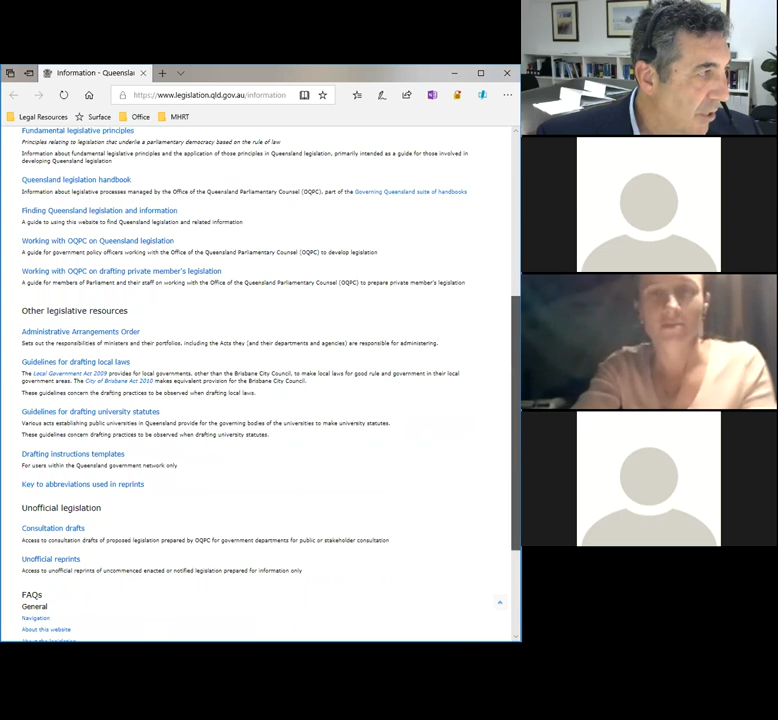 Information - Queenslar
https://www.legislation.qld.gov.au/information
Legal Resources Surface Office MHRT
Fundamental legislative principles
Principles relating to legislation that underlie a parliamentary democracy based on the rule of law
Information about fundamental legislative principles and the application of those principles in Queensland legislation, primarily intended as a guide for those involved in
developing Queensland legislation
Queensland legislation handbook
Information about legislative processes managed by the Office of the Queensland Parliamentary Counsel (OQPC), part of the Governing Queensland suite of handbooks
Finding Queensland legislation and information
A guide to using this website to find Queensland legislation and related information
Working with OQPC on Queensland legislation
A guide for government policy officers working with the Office of the Queensland Parliamentary Counsel (OQPC) to develop legislation
Working with OQPC on drafting private member's legislation
A guide for members of Parliament and their staff on working with the Office of the Queensland Parliamentary Counsel (OQPC) to prepare private member's legislation
Other legislative resources
Administrative Arrangements Order
Sets out the responsibilities of ministers and their portfolios, including the Acts they (and their departments and agencies) are responsible for administering.
Guidelines for drafting local laws
The Local Government Act 2009 provides for local governments, other than the Brisbane City Council, to make local laws for good rule and government in their local
government areas. The City of Brisbane Act 2010 makes equivalent provision for the Brisbane City Council.
These guidelines concern the drafting practices to be observed when drafting local laws.
Guidelines for drafting university statutes
Various acts establishing public universities in Queensland provide for the governing bodies of the universities to make university statutes.
These guidelines concern drafting practices to be observed when drafting university statutes.
Drafting instructions templates
For users within the Queensland government network only
Key to abbreviations used in reprints
Unofficial legislation
Consultation drafts
Access to consultation drafts of proposed legislation prepared by OQPC for government departments for public or stakeholder consultation
Unofficial reprints
Access to unofficial reprints of uncommenced enacted or notified legislation prepared for information only
FAQs
General
Navigation
About this website